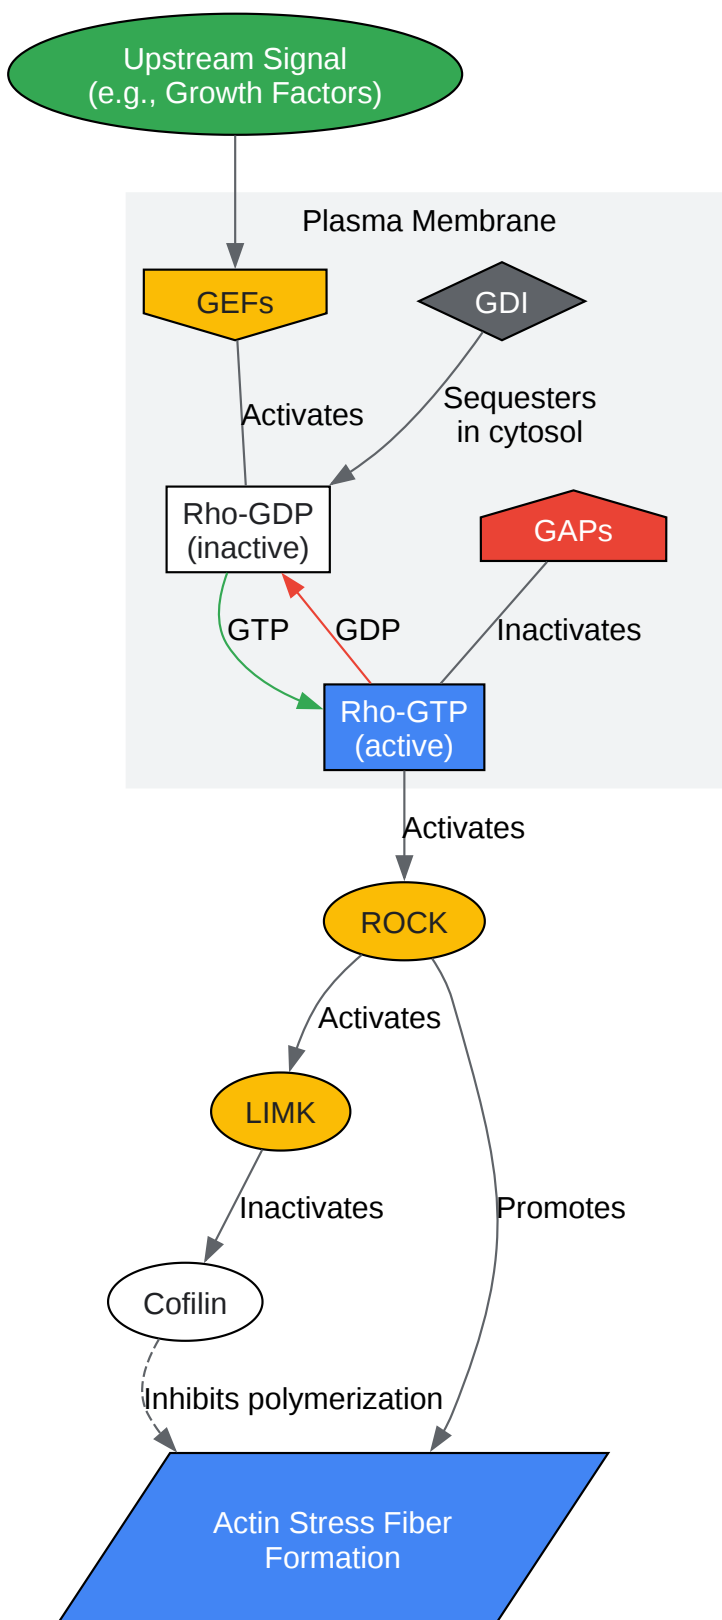 Upstream Signal
(e.g., Growth Factors)
Plasma Membrane
GEFs
GDI
Activates
Sequesters
in cytosol
Rho-GDP
(inactive)
GAPs
GTP
GDP
Inactivates
Rho-GTP
(active)
Activates
ROCK
Activates
LIMK
Inactivates
Promotes
Cofilin
Inhibits polymerization
Actin Stress Fiber
Formation